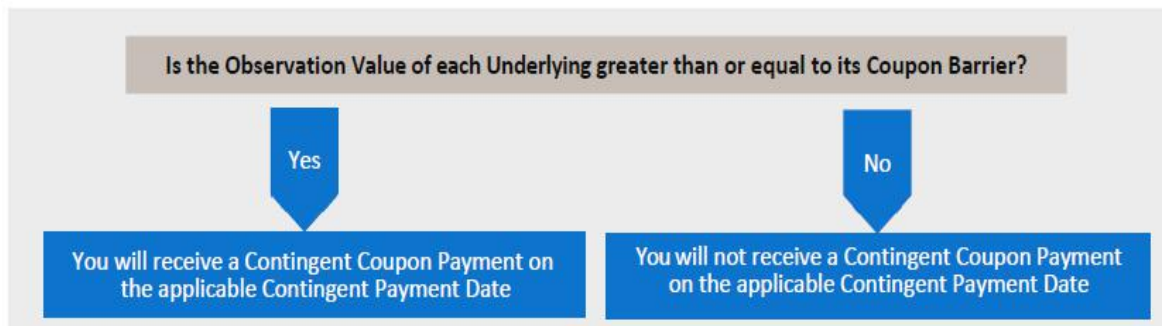 Is the Observation Value of each Underlying greater than or equal to its Coupon Barrier?
Yes
No
You will receive a Contingent Coupon Payment on
the applicable Contingent Payment Date
You will not receive a Contingent Coupon Payment
on the applicable Contingent Payment Date